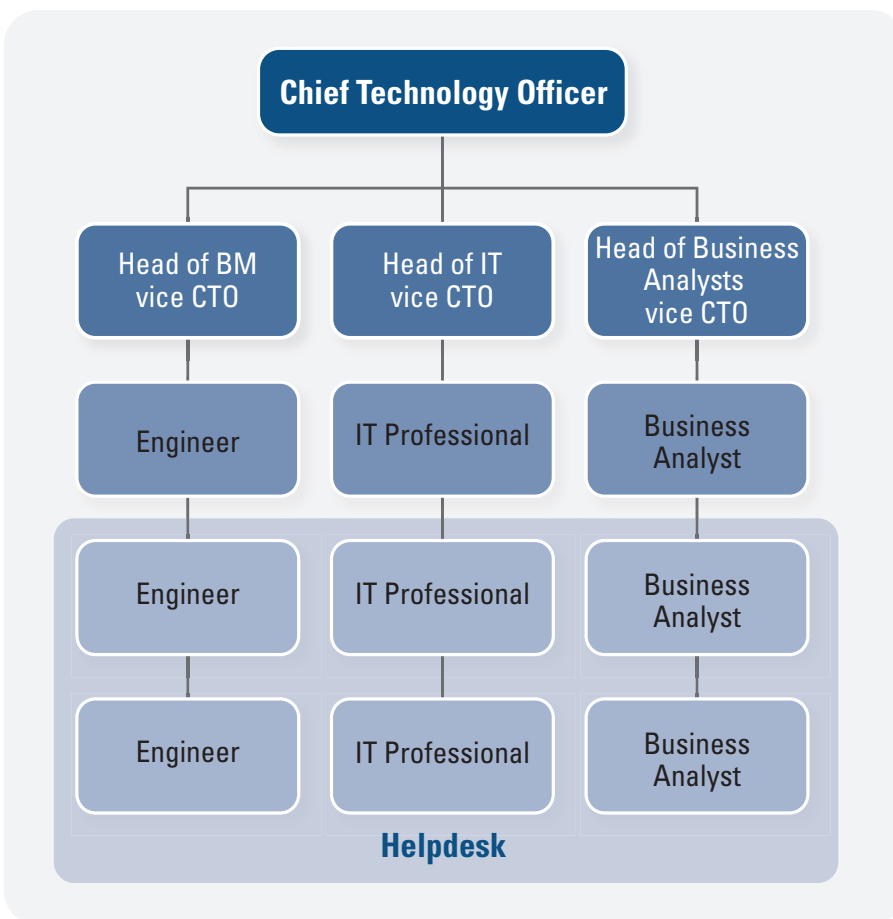 Chief Technology Officer
Head of BM
vice CTO
Head of IT
vice CTO
Head of Business
Analysts
vice CTO
Engineer
IT Professional
Business
Analyst
Engineer
IT Professional
Business
Analyst
Engineer
IT Professional
Business
Analyst
Helpdesk